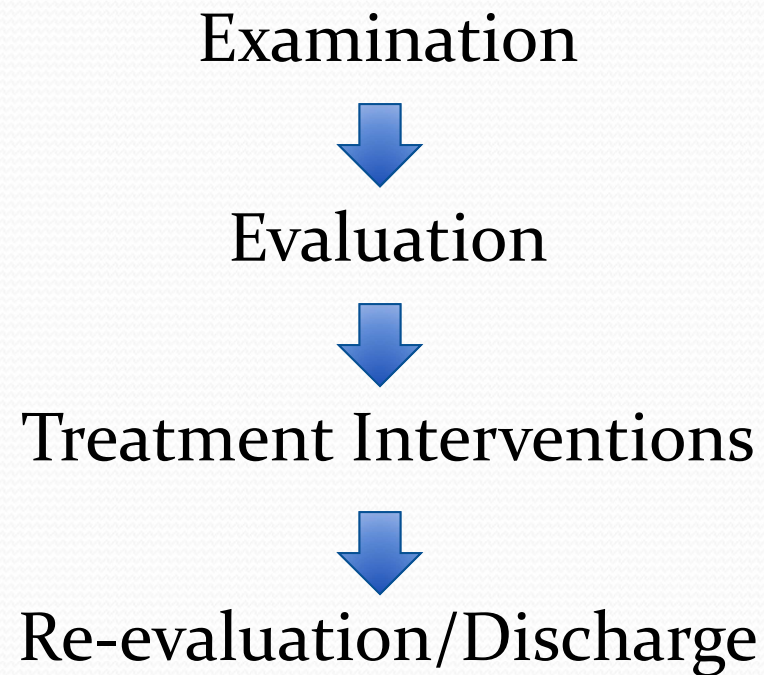 Examination
Evaluation
Treatment Interventions
Re-evaluation/Discharge